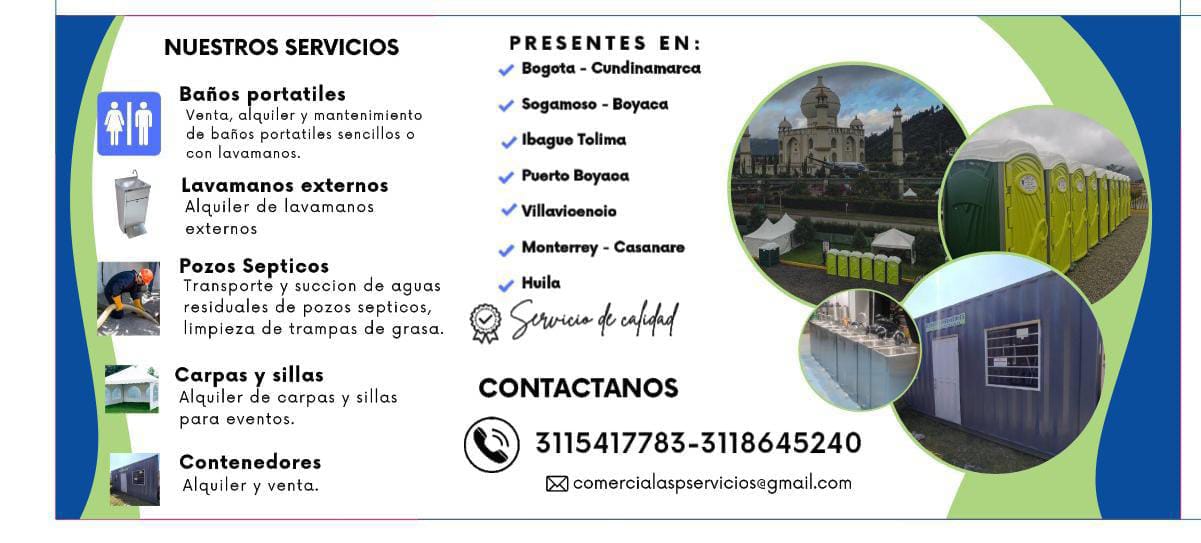 NUESTROS SERVICIOS
Baños portatiles
Venta, alquiler y mantenimiento
de baños portatiles sencillos o
con lavamanos.
Lavamanos externos
Alquiler de lavamanos
externos
Pozos Septicos
Transporte y succion de aguas
residuales de pozos septicos,
limpieza de trampas de grasa.
Carpas y sillas
Alquiler de carpas y sillas
para eventos.
Contenedores
Alquiler y venta.
PRESENTES EN:
Bogota - Cundinamarca
Sogamoso - Boyaca
Ibague Tolima
Puerto Boyaca
Villavicencio
Monterrey - Casanare
Huila
Servicio de calidad
CONTACTANOS
3115417783-3118645240
comercialaspservicios@gmail.com